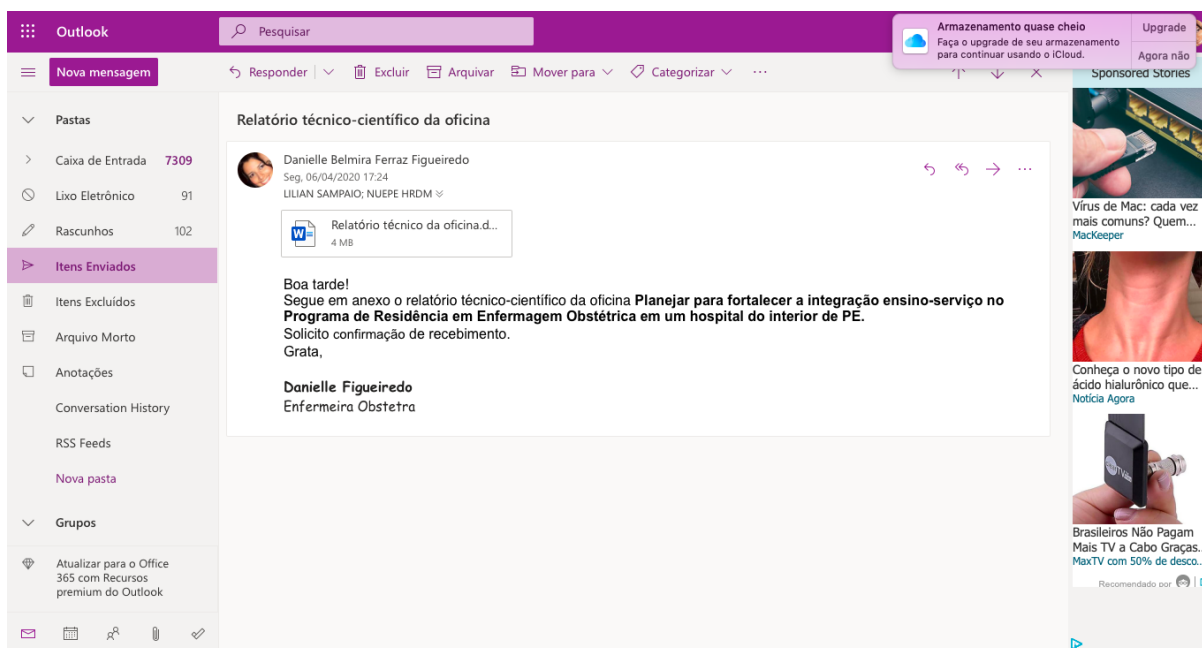 Outlook
Pesquisar
Armazenamento quase cheio
Faça o upgrade de seu armazenamento
para continuar usando o iCloud.
Upgrade
Agora não
Nova mensagem
Responder
Excluir
Arquivar
Mover para
Categorizar
Sponsored Stories
Pastas
Caixa de Entrada 7309
Lixo Eletrônico 91
Rascunhos 102
Itens Enviados
Itens Excluídos
Arquivo Morto
Anotações
Conversation History
RSS Feeds
Nova pasta
Grupos
Atualizar para o Office
365 com Recursos
premium do Outlook
Relatório técnico-científico da oficina
Danielle Belmira Ferraz Figueiredo
Seg, 06/04/2020 17:24
LILIAN SAMPAIO; NUEPE HRDM
Relatório técnico da oficina.d...
4 MB
Boa tarde!
Segue em anexo o relatório técnico-científico da oficina Planejar para fortalecer a integração ensino-serviço no
Programa de Residência em Enfermagem Obstétrica em um hospital do interior de PE.
Solicito confirmação de recebimento.
Grata,
Danielle Figueiredo
Enfermeira Obstetra
Vírus de Mac: cada vez
mais comuns? Quem...
MacKeeper
Conheça o novo tipo de
ácido hialurônico que...
Notícia Agora
Brasileiros Não Pagam
Mais TV a Cabo Graças...
MaxTV com 50% de desco...
Recomendado por